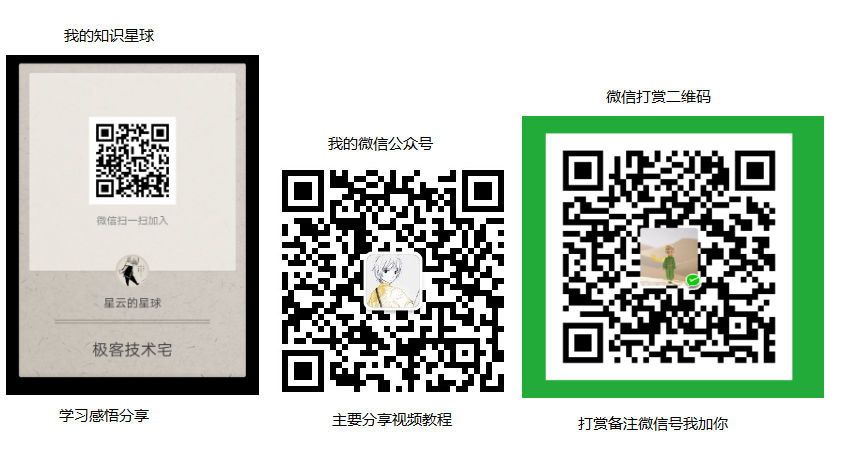 我的知识星球
微信扫一扫加入
星云的星球
极客技术宅
学习感悟分享
我的微信公众号
主要分享视频教程
微信打赏二维码
打赏备注微信号我加你